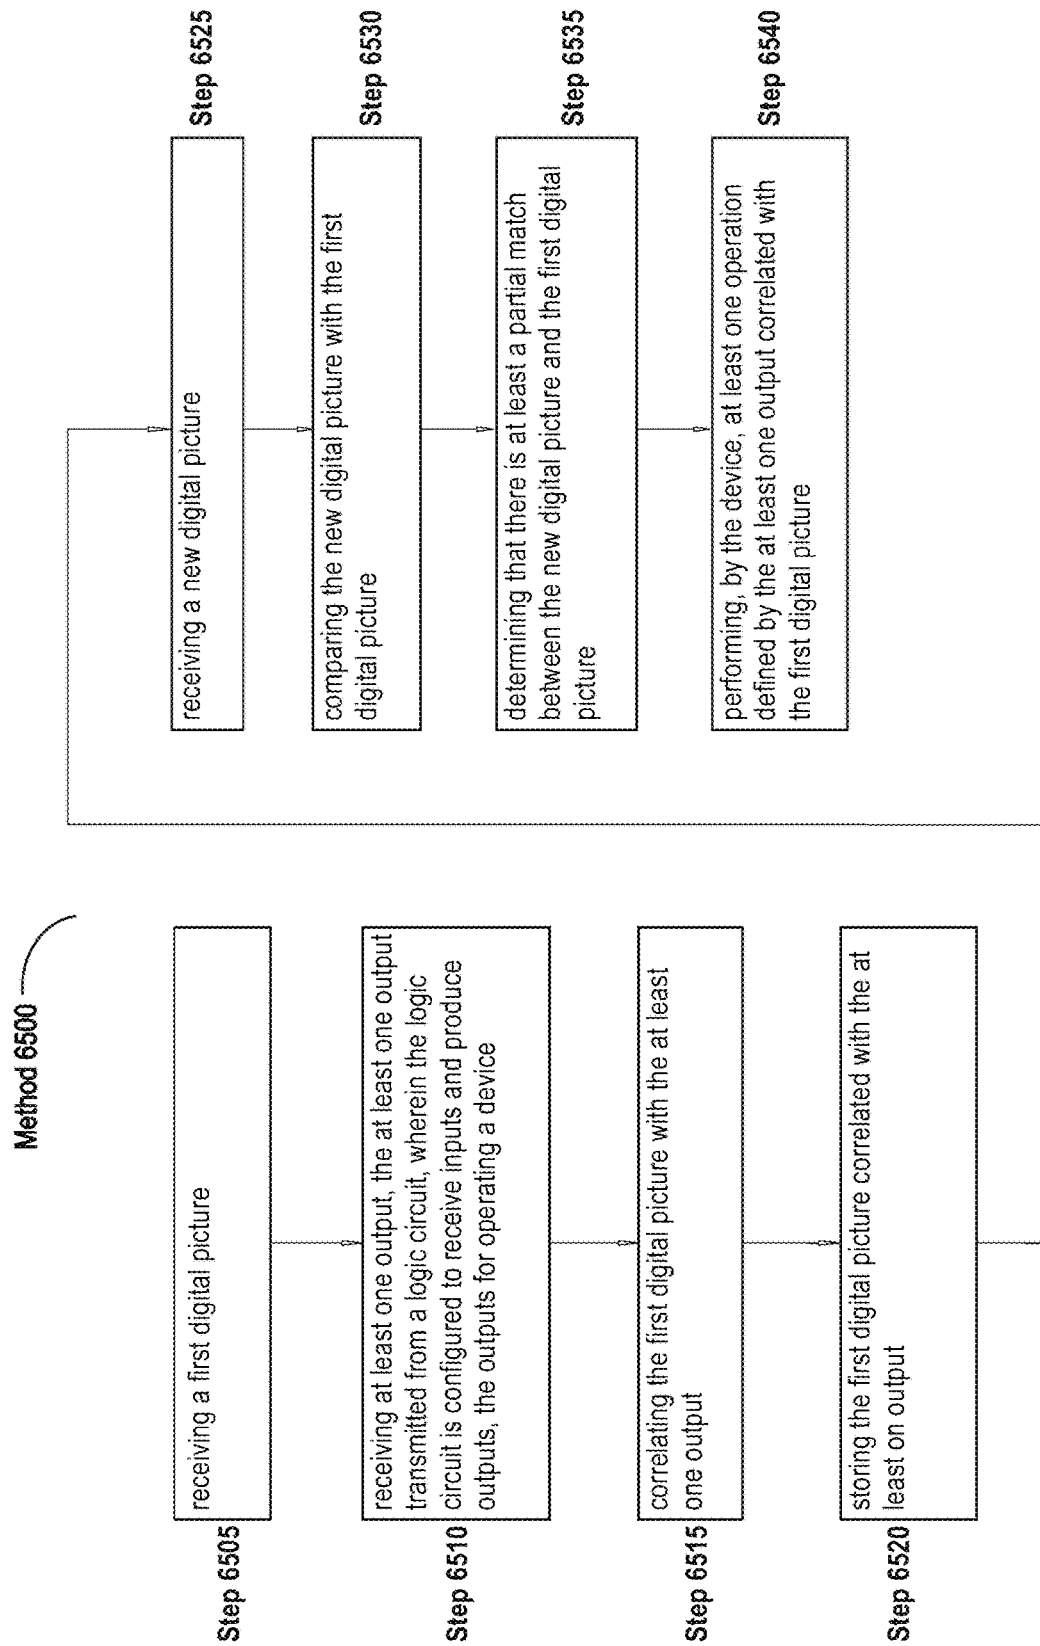 Method 6500
Step 6505
receiving a first digital picture
Step 6510
receiving at least one output, the at least one output
transmitted from a logic circuit, wherein the logic
circuit is configured to receive inputs and produce
outputs, the outputs for operating a device
Step 6515
correlating the first digital picture with the at least
one output
Step 6520
storing the first digital picture correlated with the at
least on output
receiving a new digital picture
Step 6525
comparing the new digital picture with the first
digital picture
Step 6530
determining that there is at least a partial match
between the new digital picture and the first digital
picture
Step 6535
performing, by the device, at least one operation
defined by the at least one output correlated with
the first digital picture
Step 6540